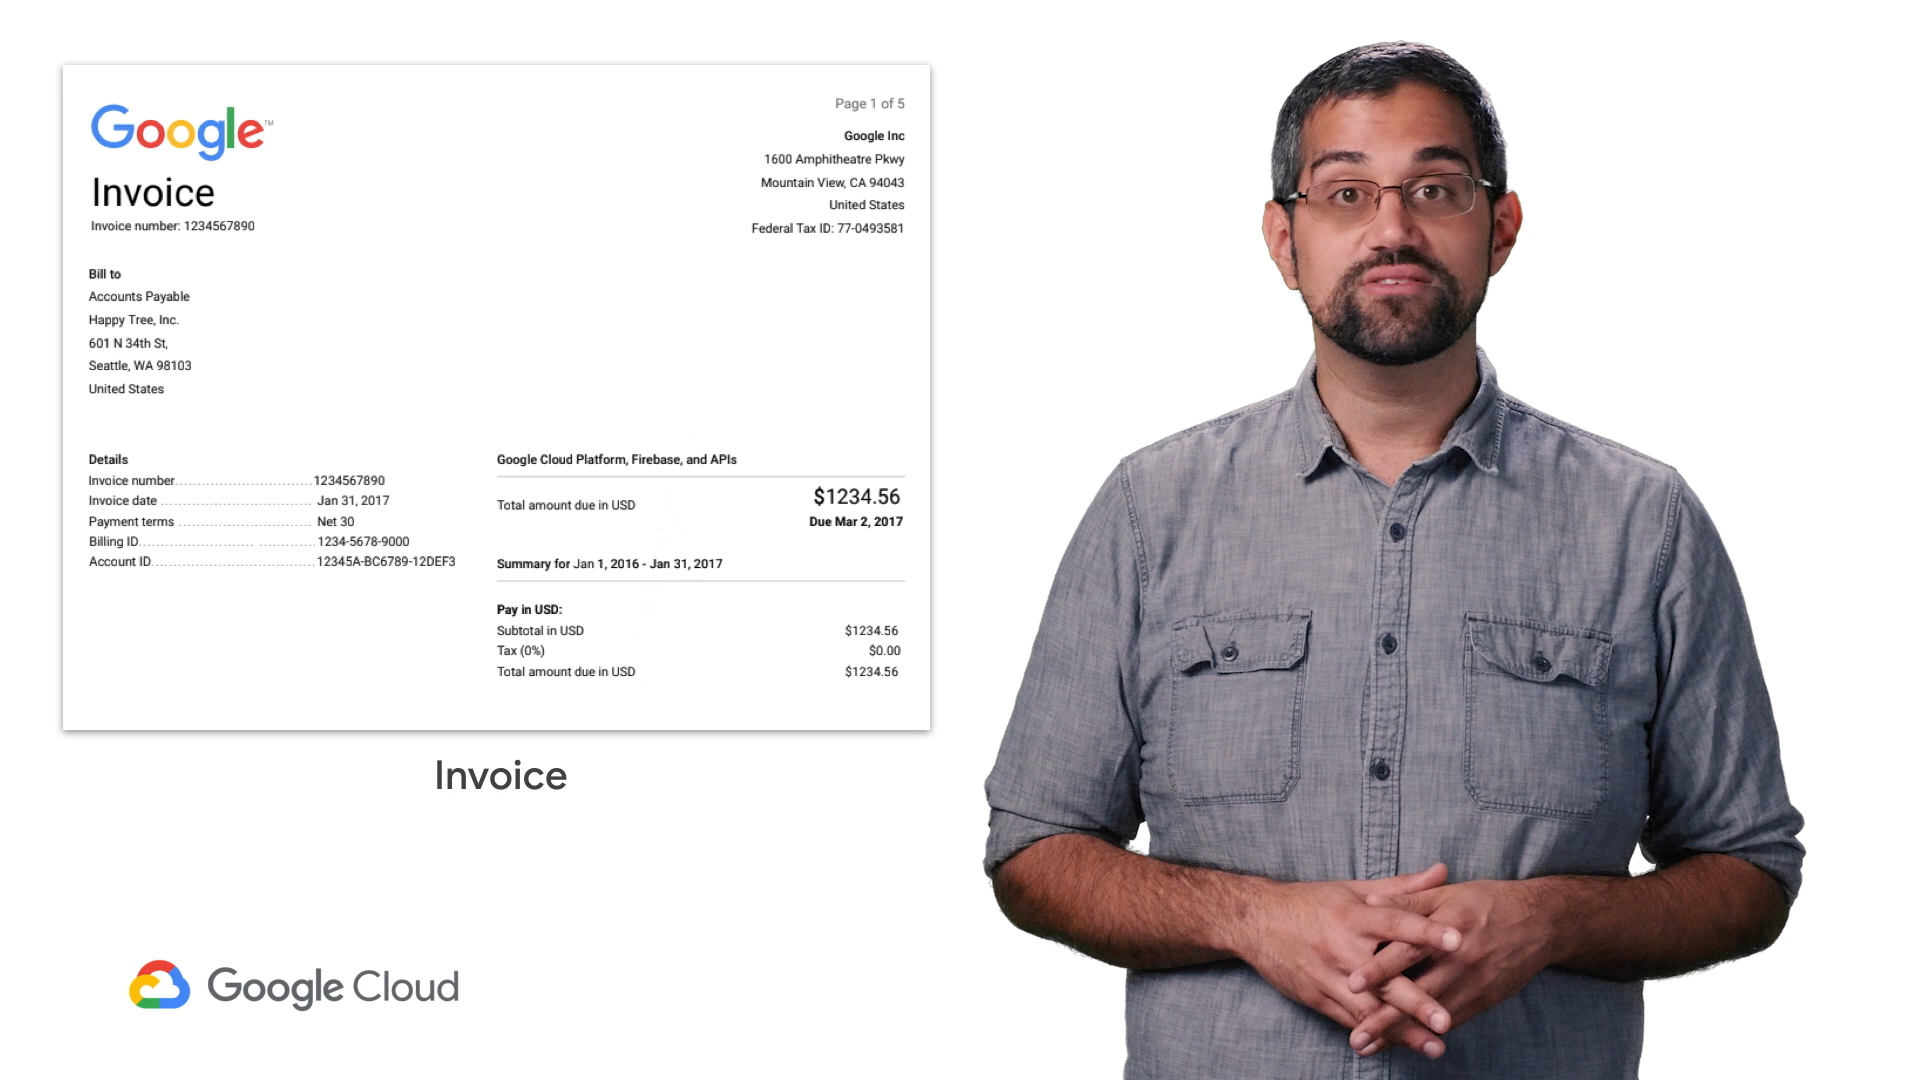 Google™
Invoice
Invoice number: 1234567890
Page 1 of 5
Google Inc
1600 Amphitheatre Pkwy
Mountain View, CA 94043
United States
Federal Tax ID: 77-0493581
Bill to
Accounts Payable
Happy Tree, Inc.
601 N 34th St,
Seattle, WA 98103
United States
Details
Invoice number 1234567890
Invoice date Jan 31, 2017
Payment terms Net 30
Billing ID 1234-5678-9000
Account ID 12345A-BC6789-12DEF3
Google Cloud Platform, Firebase, and APIs
Total amount due in USD $1234.56
Due Mar 2, 2017
Summary for Jan 1, 2016 - Jan 31, 2017
Pay in USD:
Subtotal in USD $1234.56
Tax (0%) $0.00
Total amount due in USD $1234.56
Invoice
Google Cloud